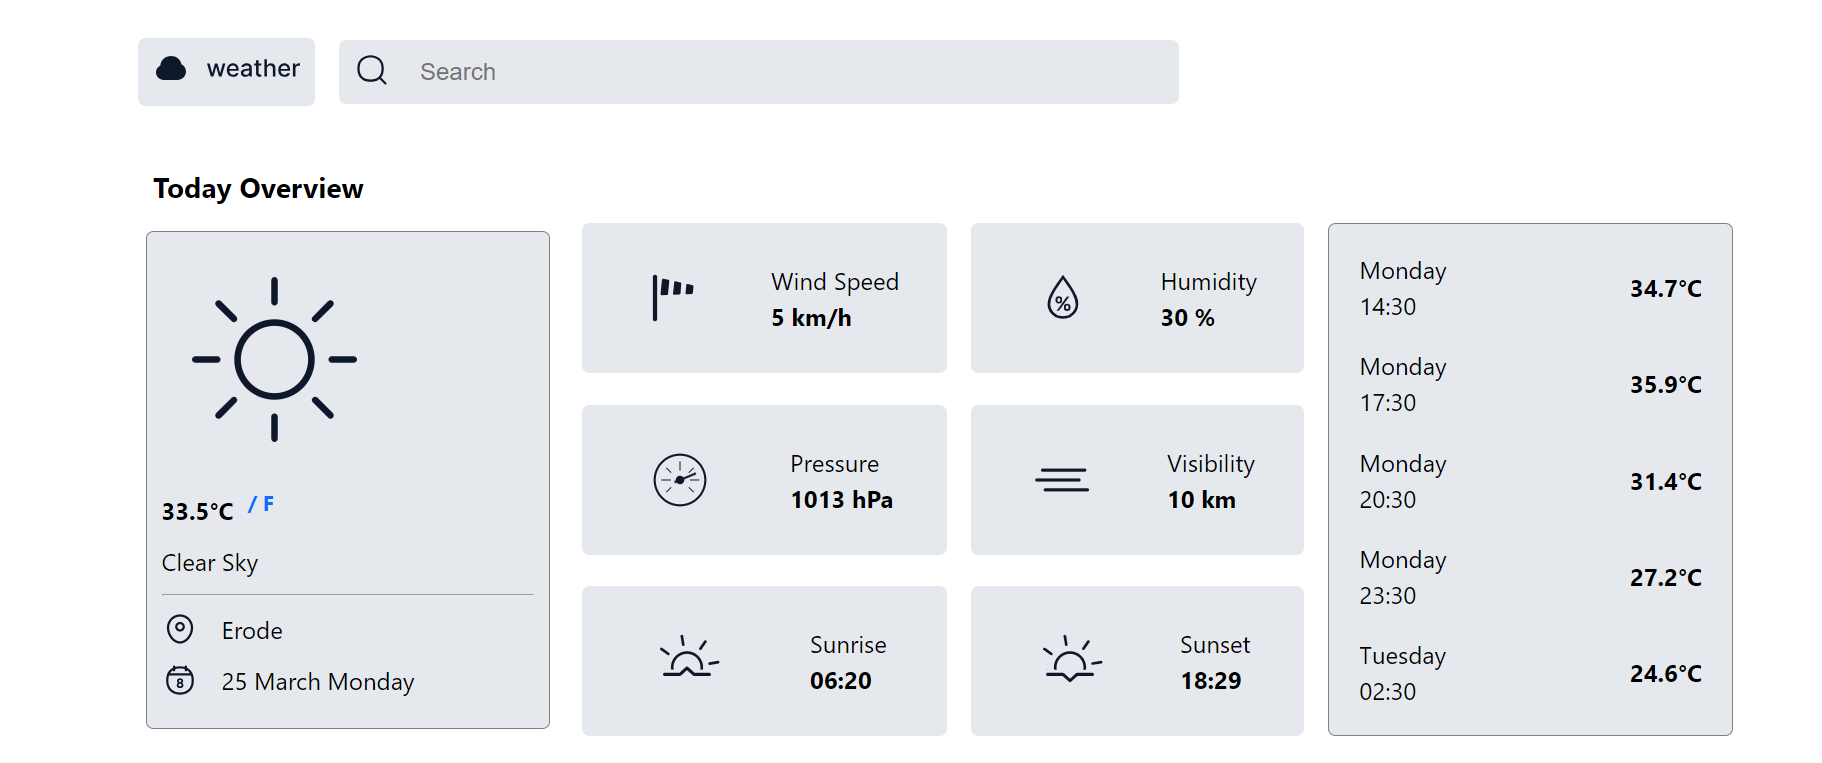 weather
Search
Today Overview
33.5°C / F
Clear Sky
Erode
8
25 March Monday
Wind Speed
5 km/h
%
Humidity
30 %
Pressure
1013 hPa
Visibility
10 km
Sunrise
06:20
Sunset
18:29
Monday
14:30
34.7°C
Monday
17:30
35.9°C
Monday
20:30
31.4°C
Monday
23:30
27.2°C
Tuesday
02:30
24.6°C